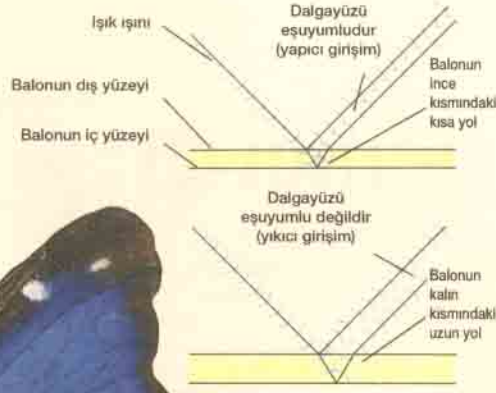 Işık ışını
Dalgayüzü
eşuyumludur
(yapıcı girişim)
Balonun dış yüzeyi
Balonun iç yüzeyi
Balonun
ince
kısmındaki
kısa yol
Dalgayüzü
eşuyumlu değildir
(yıkıcı girişim)
Balonun
kalın
kısmındaki
uzun yol